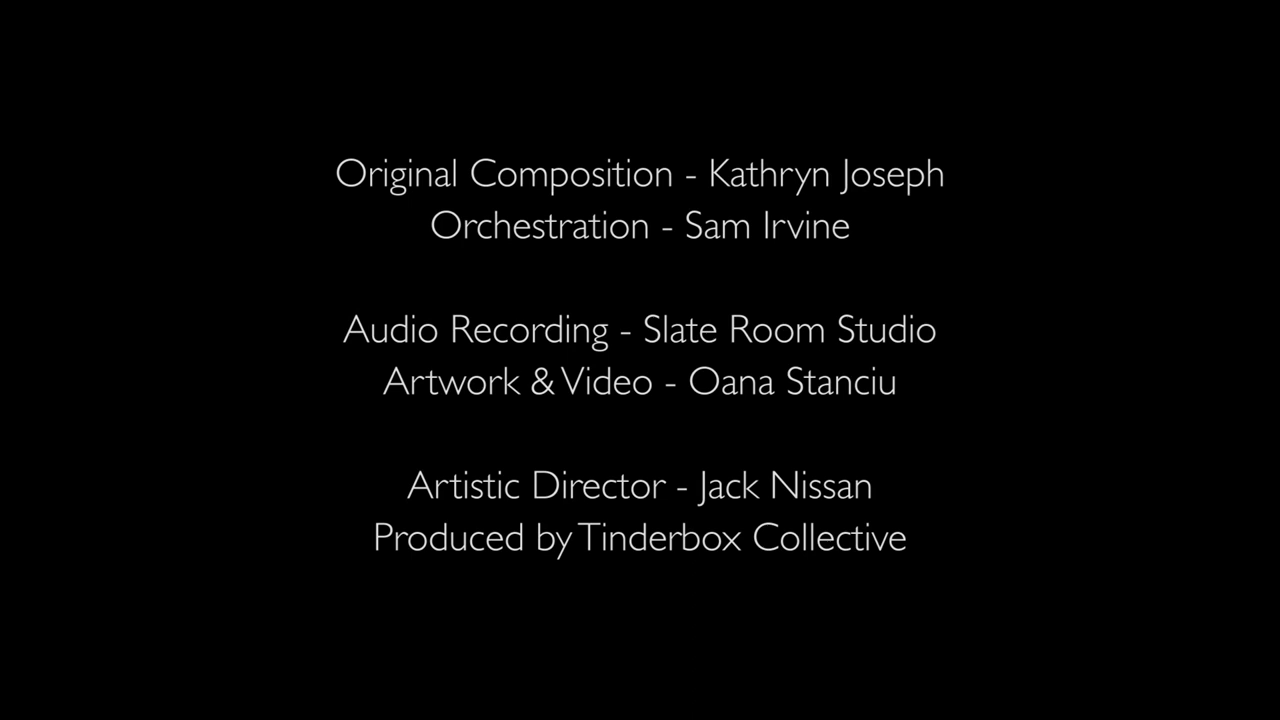 Original Composition - Kathryn Joseph
Orchestration - Sam Irvine
Audio Recording - Slate Room Studio
Artwork & Video - Oana Stanciu
Artistic Director - Jack Nissan
Produced by Tinderbox Collective